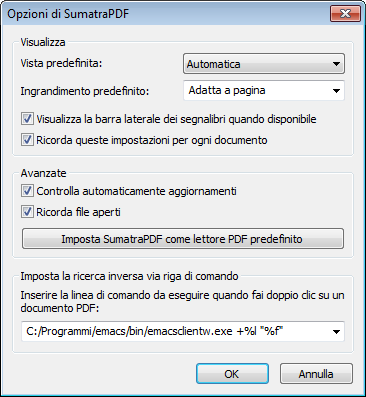 Opzioni di SumatraPDF
Visualizza
Vista predefinita:
Automatica
Ingrandimento predefinito:
Adatta a pagina
Visualizza la barra laterale dei segnalibri quando disponibile
Ricorda queste impostazioni per ogni documento
Avanzate
Controlla automaticamente aggiornamenti
Ricorda file aperti
Imposta SumatraPDF come lettore PDF predefinito
Imposta la ricerca inversa via riga di comando
Inserire la linea di comando da eseguire quando fai doppio clic su un
documento PDF:
C:/Programmi/emacs/bin/emacsclientw.exe +%l "%f"
OK
Annulla